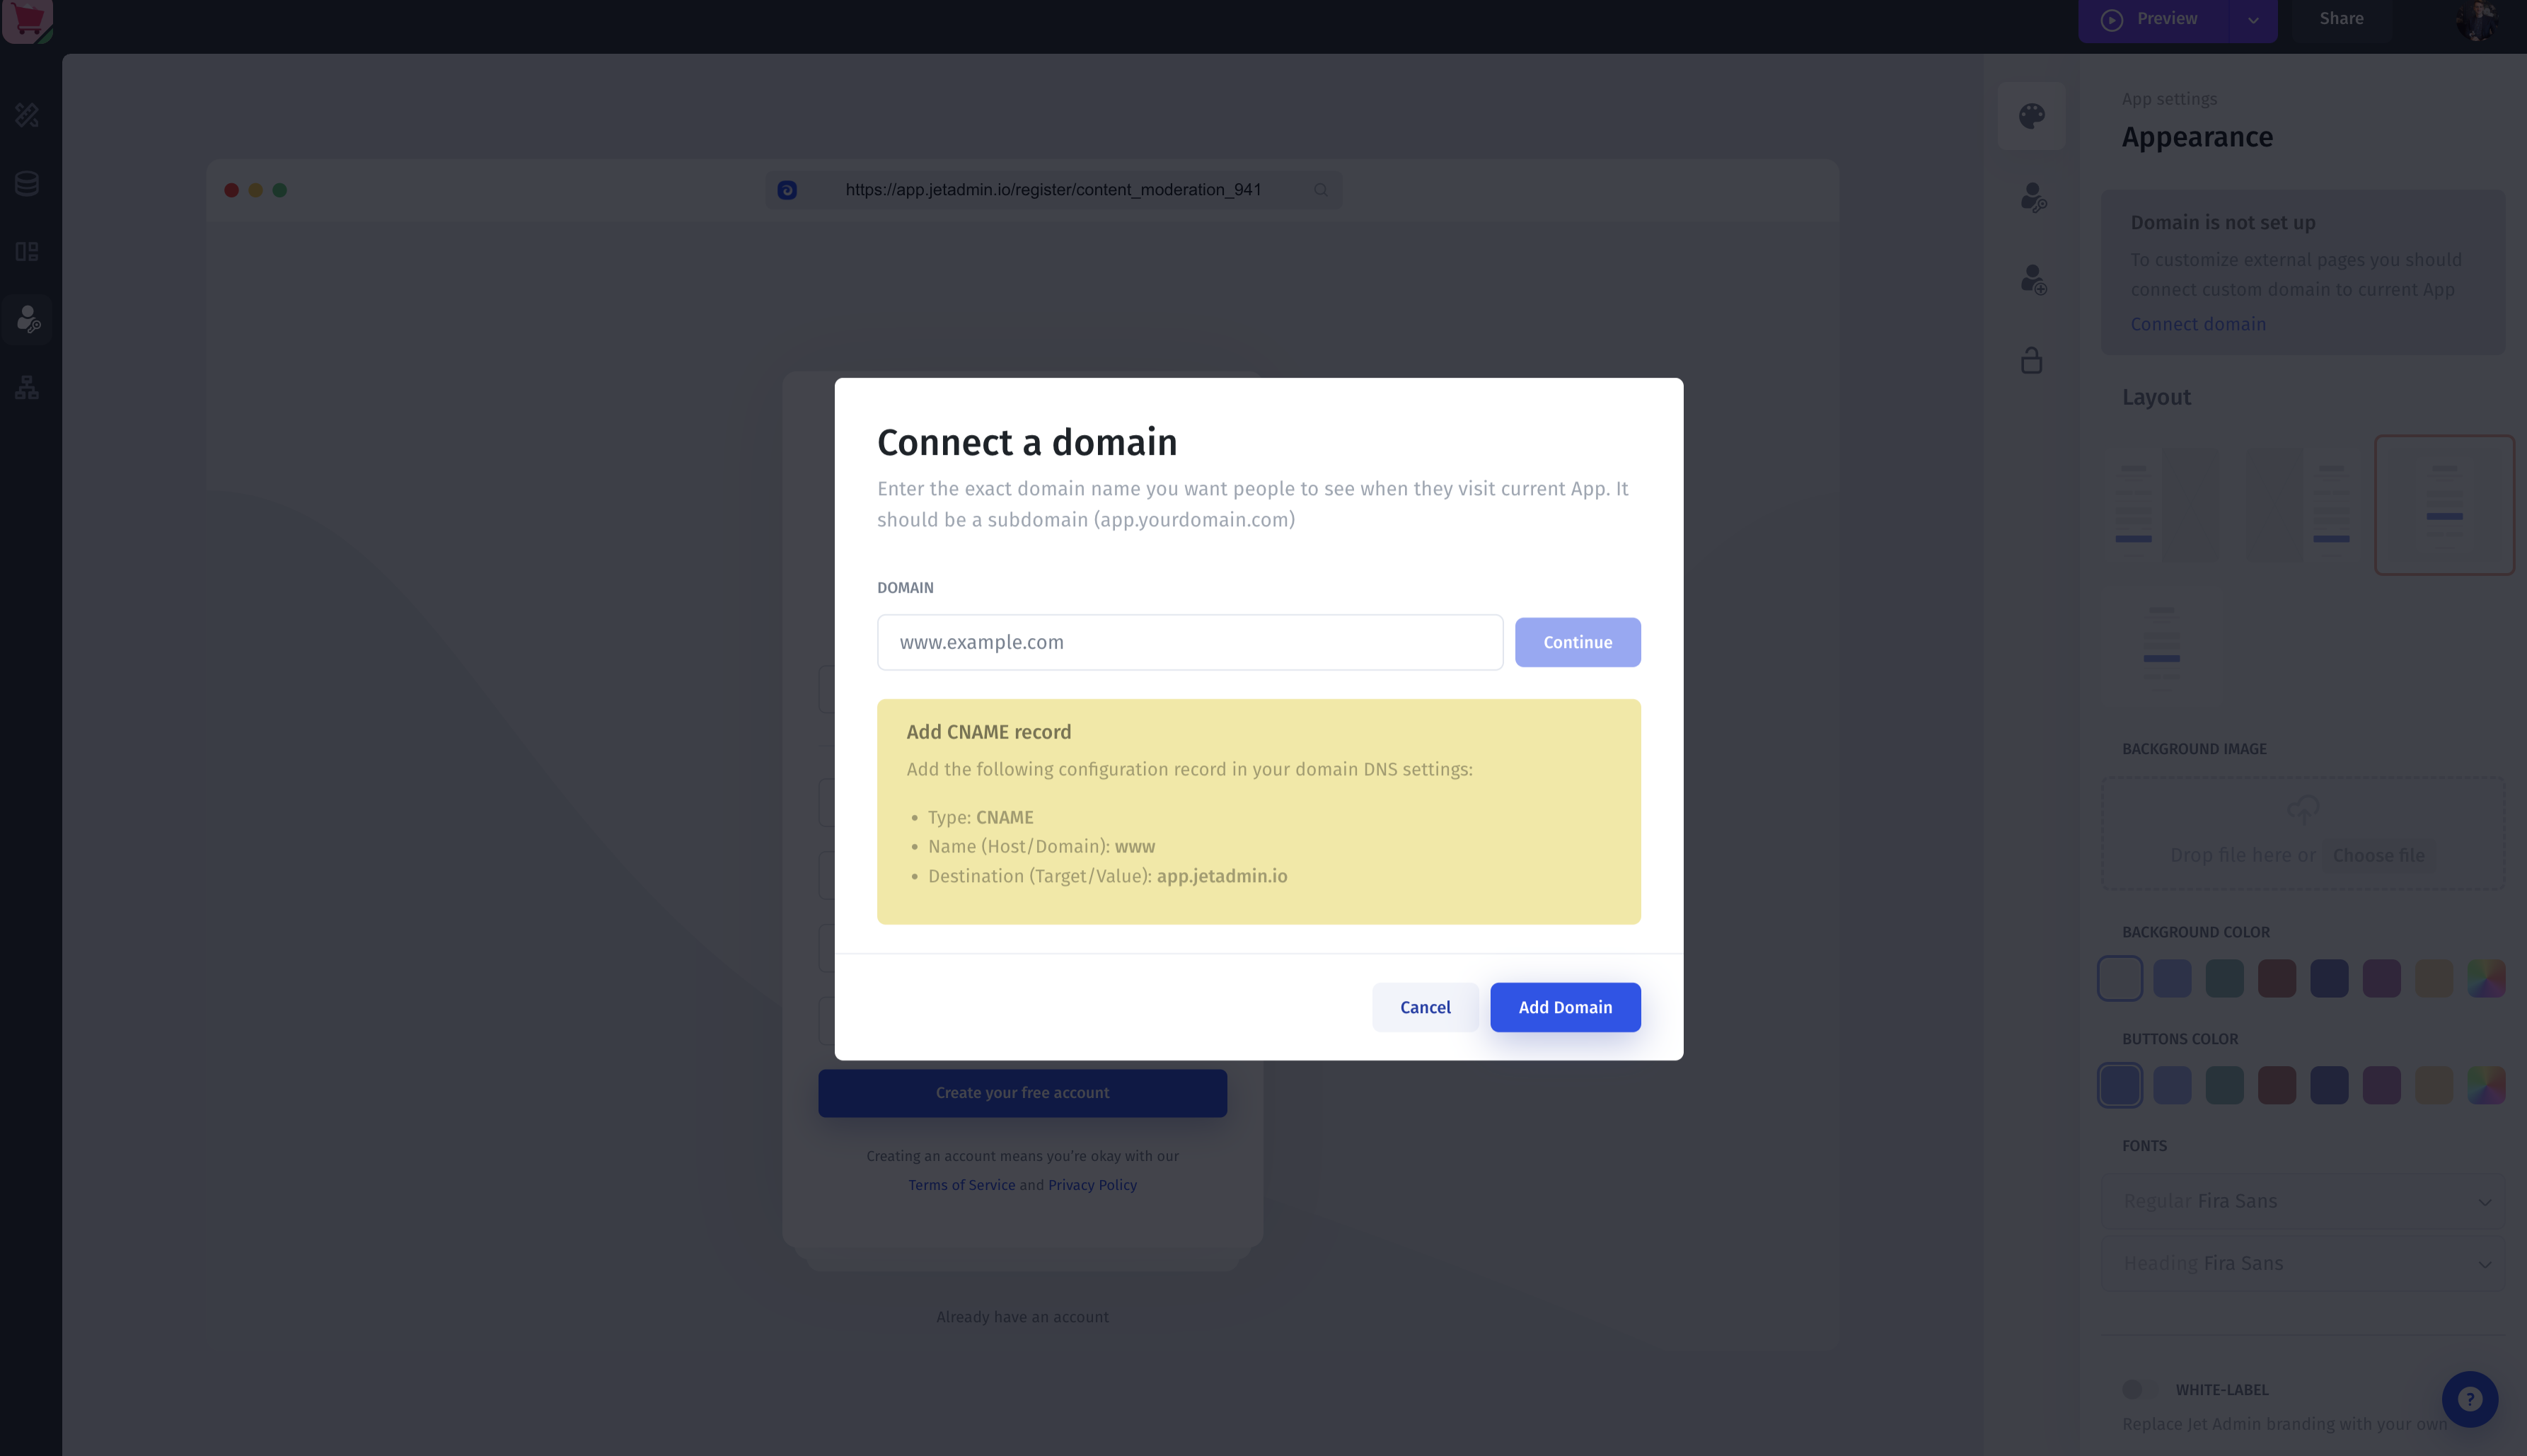 Preview
Share
https://app.jetadmin.io/register/content_moderation_941
App settings
Appearance
Domain is not set up
To customize external pages you should
connect custom domain to current App
Connect domain
Layout
Connect a domain
Enter the exact domain name you want people to see when they visit current App. It
should be a subdomain (app.yourdomain.com)
DOMAIN
www.example.com
Continue
Add CNAME record
Add the following configuration record in your domain DNS settings:
• Type: CNAME
• Name (Host/Domain): www
• Destination (Target/Value): app.jetadmin.io
Cancel
Add Domain
Create your free account
Creating an account means you're okay with our
Terms of Service and Privacy Policy
Already have an account
BACKGROUND IMAGE
Drop file here or Choose file
BACKGROUND COLOR
BUTTONS COLOR
FONTS
Regular Fira Sans
Heading Fira Sans
WHITE-LABEL
Replace Jet Admin branding with your own
?